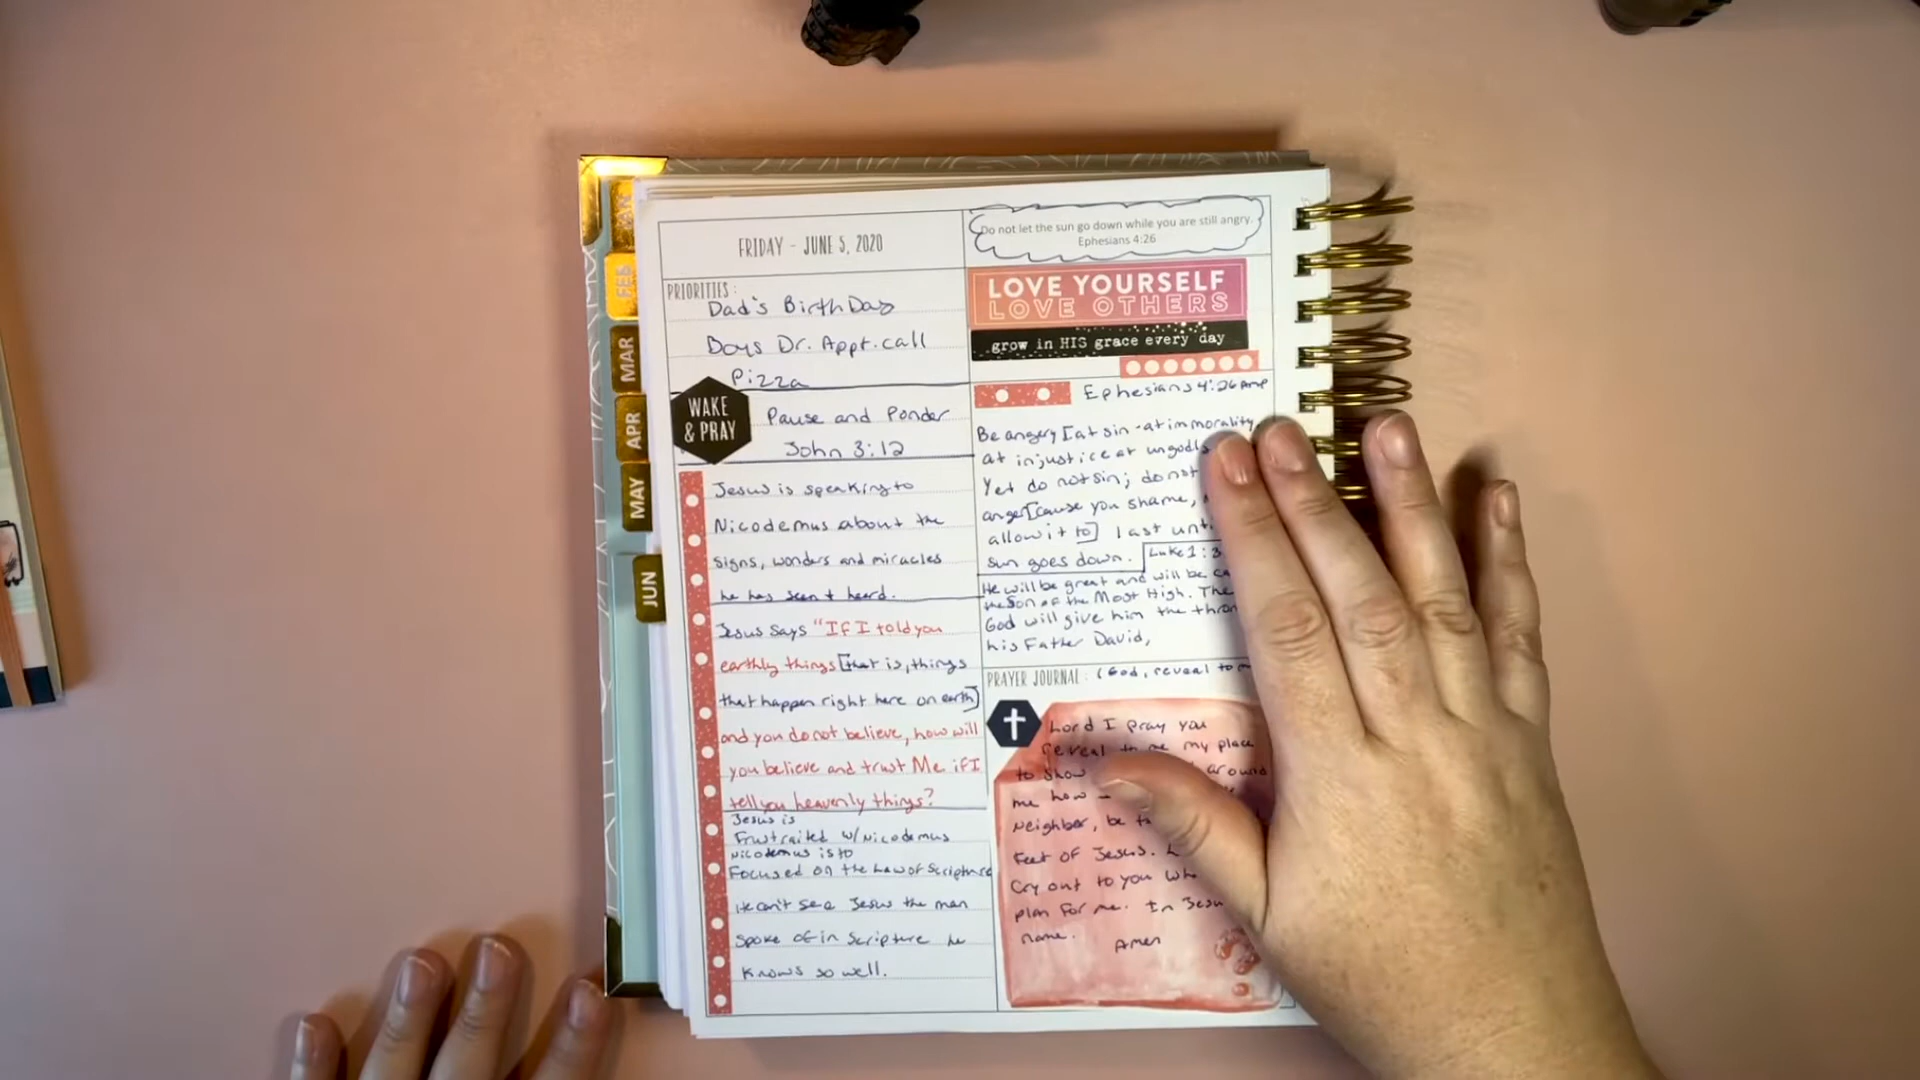 JAN
FEB
MAR
APR
MAY
JUN
FRIDAY - JUNE 5, 2020
PRIORITIES:
Dad's BirthDay
Boys Dr. Appt. call
Pizza
WAKE
& PRAY
Pause and Ponder
John 3:12
Jesus is speaking to
Nicodemus about the
signs, wonders and miracles
he has seen + heard.
Jesus says "If I told you
earthly things [that is, things
that happen right here on earth]
and you do not believe, how will
you believe and trust Me if I
tell you heavenly things?
Jesus is
Frustraited w/ Nicodemus
Nicodemus is to
Focused on the Law of Scripture
He can't see Jesus the man
spoke of in Scripture he
knows so well.
Do not let the sun go down while you are still angry.
Ephesians 4:26
LOVE YOURSELF
LOVE OTHERS
grow in HIS grace every day
Ephesians 4:26 AMP
Be angery [at sin - at immorality
at injustice at
Yet do not sin; do not
anger [cause you shame,
allow it to] last
sun goes down. Luke 1:3
He will be great and will be
the Son of the Most High. The
God will give him the
his Father David,
PRAYER JOURNAL: (God, reveal to
Lord I pray you
reveal to me my place
to show around
me how
Neighbor, be
Feet of Jesus.
Cry out to you
plan for me. In
name.
Amen